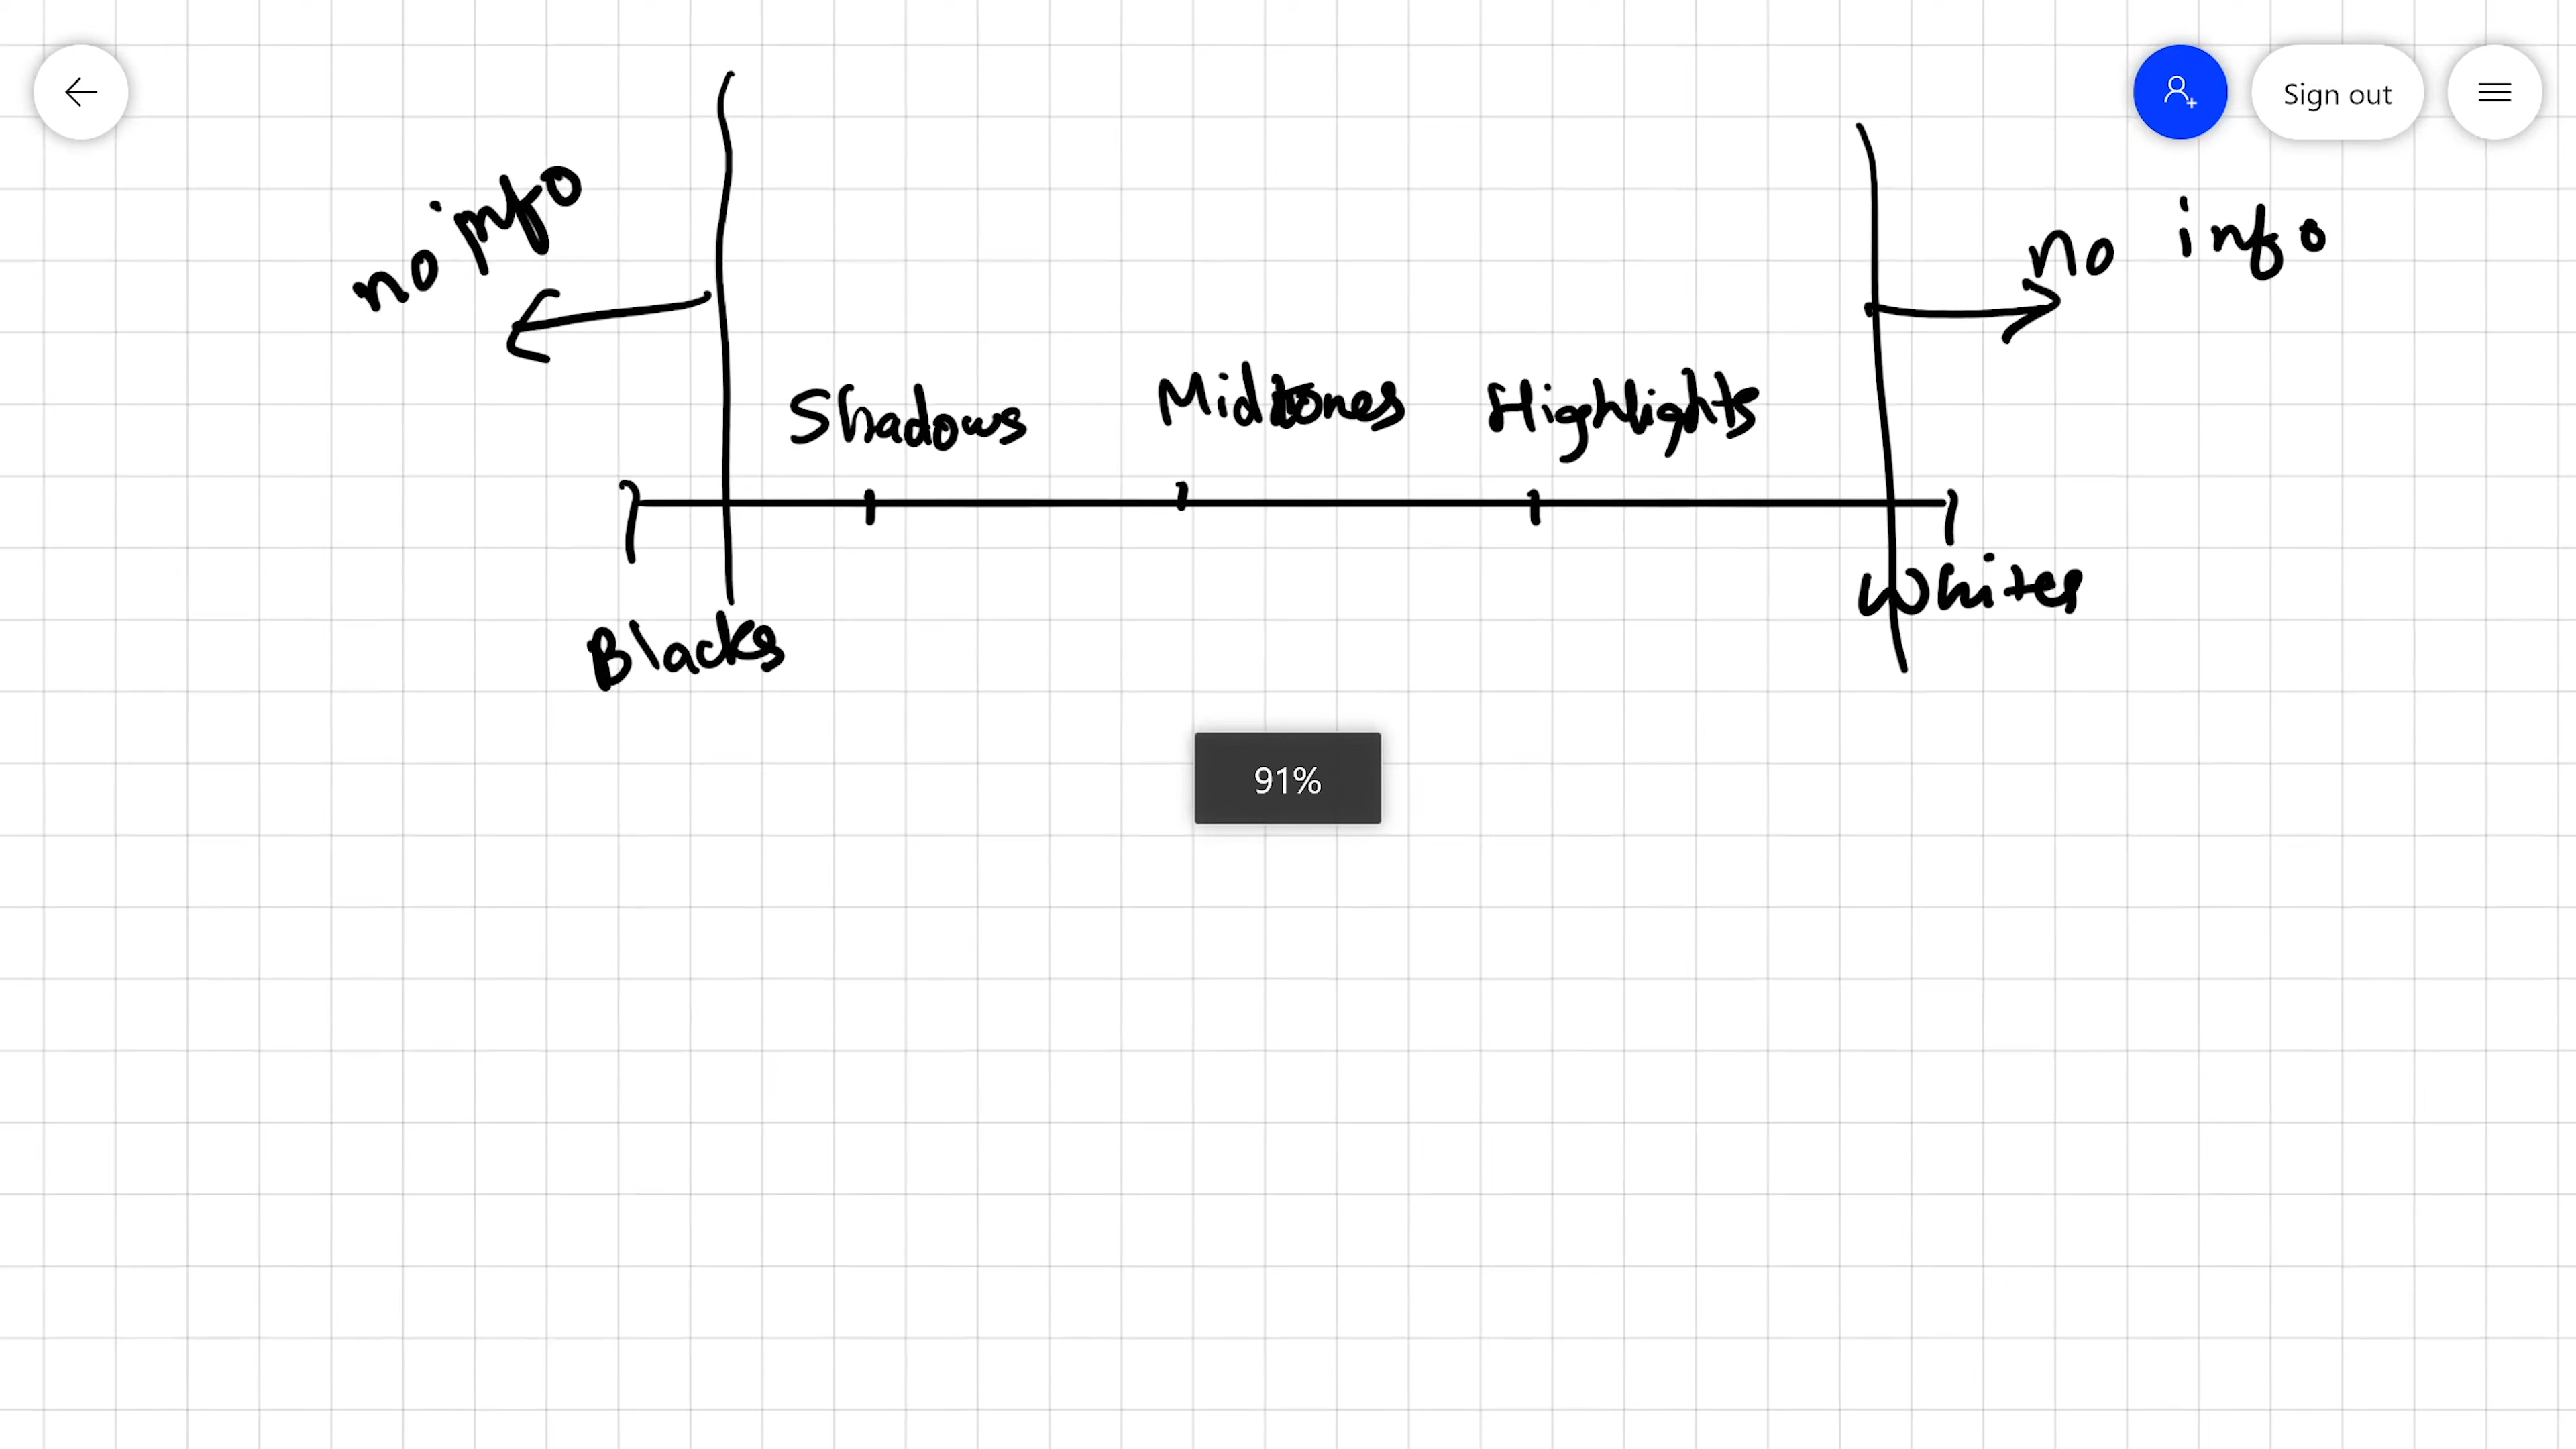 Sign out
no info
no info
Shadows Midtones Highlights
Whites
Blacks
91%